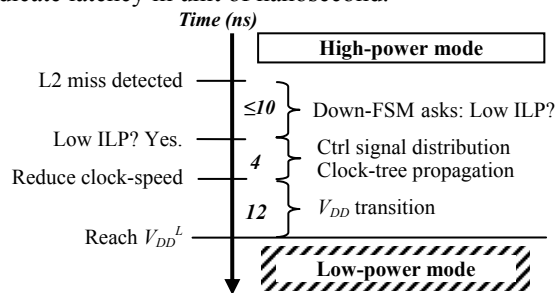 dicate latency in unit of nanosecond.
Time (ns)
High-power mode
L2 miss detected
≤10
Down-FSM asks: Low ILP?
Low ILP? Yes.
4
Ctrl signal distribution
Clock-tree propagation
Reduce clock-speed
12
VDD transition
Reach VDD^L
Low-power mode